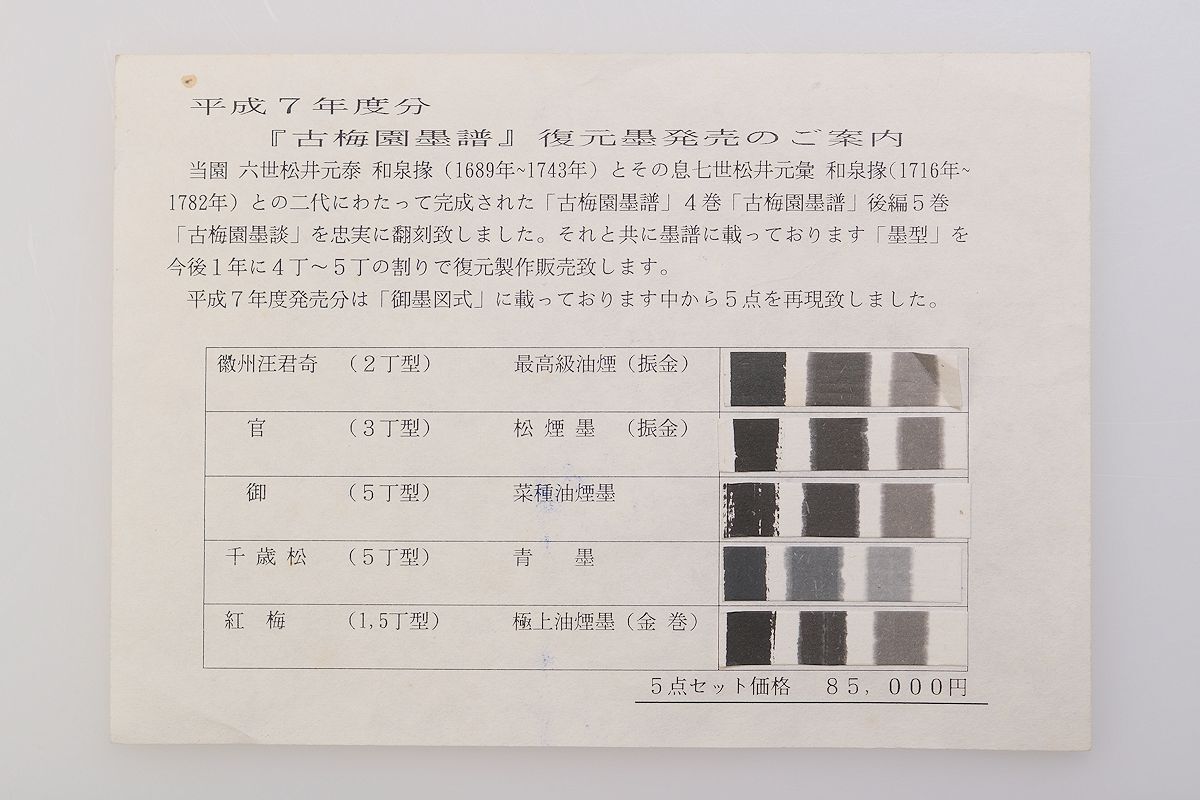 平成７年度分
『古梅園墨譜』復元墨発売のご案内
当園 六世松井元泰 和泉掾（1689年~1743年）とその息七世松井元彙 和泉掾(1716年~
1782年）との二代にわたって完成された「古梅園墨譜」４巻「古梅園墨譜」後編５巻
「古梅園墨談」を忠実に翻刻致しました。それと共に墨譜に載っております「墨型」を
今後１年に４丁～５丁の割りで復元製作販売致します。
平成７年度発売分は「御墨図式」に載っております中から５点を再現致しました。
徽州汪君奇 （２丁型） 最高級油煙（振金）
官 （３丁型） 松 煙 墨 （振金）
御 （５丁型） 菜種油煙墨
千 歳 松 （５丁型） 青 墨
紅 梅 （1,5丁型） 極上油煙墨（金 巻）
５点セット価格 ８５，０００円